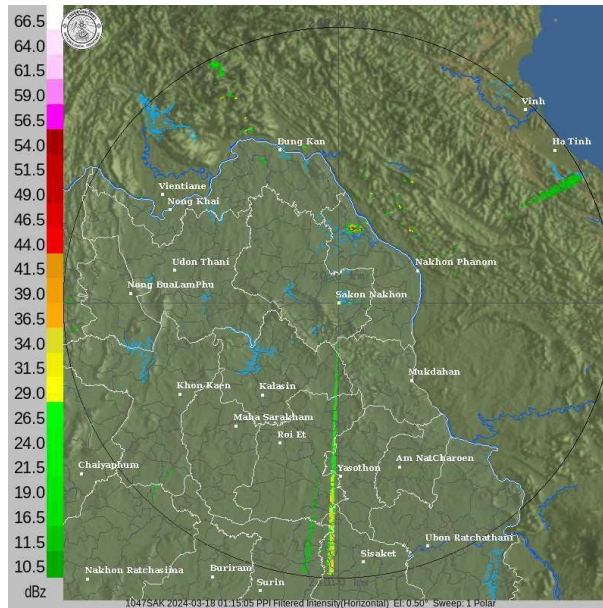 66.5
64.0
61.5
59.0
56.5
54.0
51.5
49.0
46.5
44.0
41.5
39.0
36.5
34.0
31.5
29.0
26.5
24.0
21.5
19.0
16.5
11.5
10.5
dBz
Vinh
Ha Tinh
Bung Kan
Vientiane
Nong Khai
Udon Thani
Nakhon Phanom
Nong BuaLamPhu
Sakon Nakhon
Mukdahan
Khon Kaen
Kalasin
Maha Sarakham
Roi Et
Chaiyaphum
Yasothon
Am NatCharoen
Ubon Ratchathani
Sisaket
Nakhon Ratchasima
Buriram
Surin
1047SAK 2024-03-18 01:15:05 PPI Filtered Intensity(Horizontal) El: 0.50° Sweep: 1 Polar